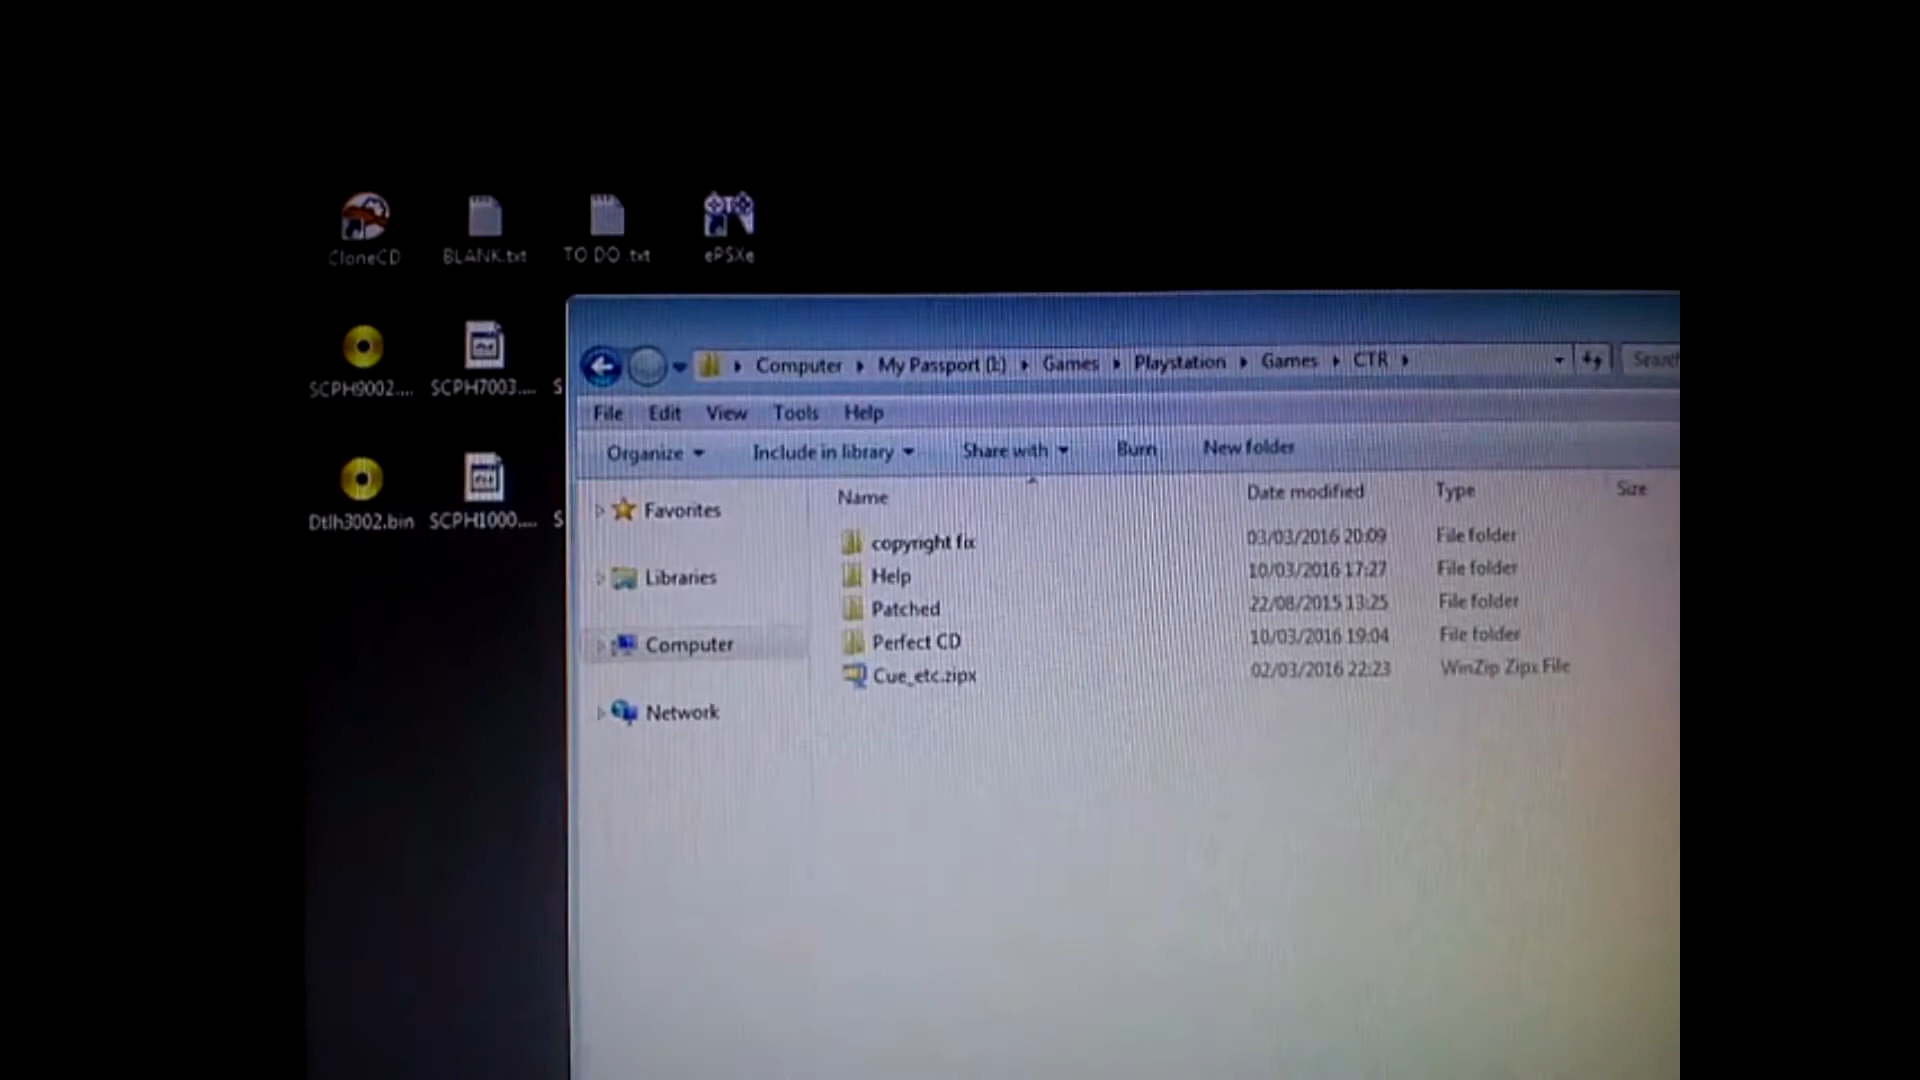 CloneCD BLANK.txt TO DO .txt ePSXe
SCPH9002.... SCPH7003.... S
Dtlh3002.bin SCPH1000.... S
Computer My Passport (I:) Games Playstation Games CTR Search
File Edit View Tools Help
Organize Include in library Share with Burn New folder
Name Date modified Type Size
Favorites
Libraries
Computer
Network
copyright fix 03/03/2016 20:09 File folder
Help 10/03/2016 17:27 File folder
Patched 22/08/2015 13:25 File folder
Perfect CD 10/03/2016 19:04 File folder
Cue_etc.zipx 02/03/2016 22:23 WinZip Zipx File